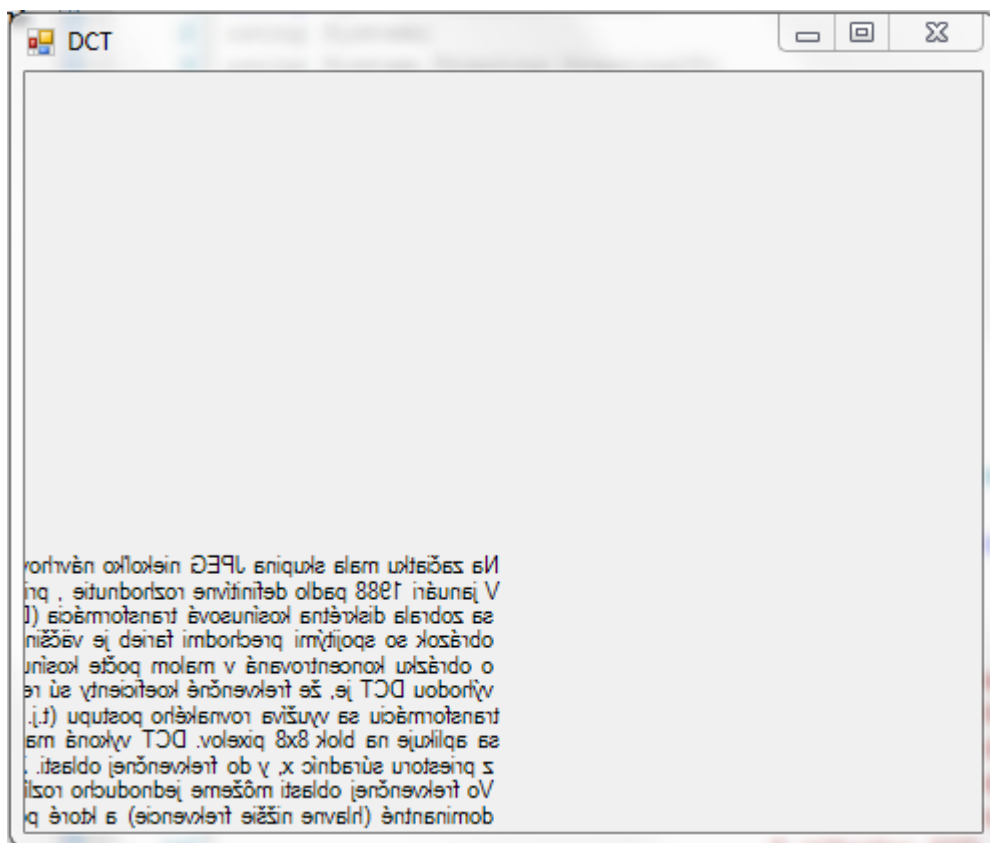 DCT
Na začiatku mala skupina JPEG niekoľko návrhov
V januári 1988 padlo definitívne rozhodnutie , pri
sa zobrala diskrétna kosínusová transformácia (
obrázok so spojitými prechodmi farieb je väčšin
o obrázku koncentrovaná v malom počte kosínu
výhodou DCT je, že frekvenčné koeficienty sú re
transformáciu sa využíva rovnakého postupu (t.j.
sa aplikuje na blok 8x8 pixelov. DCT vykoná ma
z priestoru súradníc x, y do frekvenčnej oblasti.
Vo frekvenčnej oblasti môžeme jednoducho rozli
dominantné (hlavne nižšie frekvencie) a ktoré p